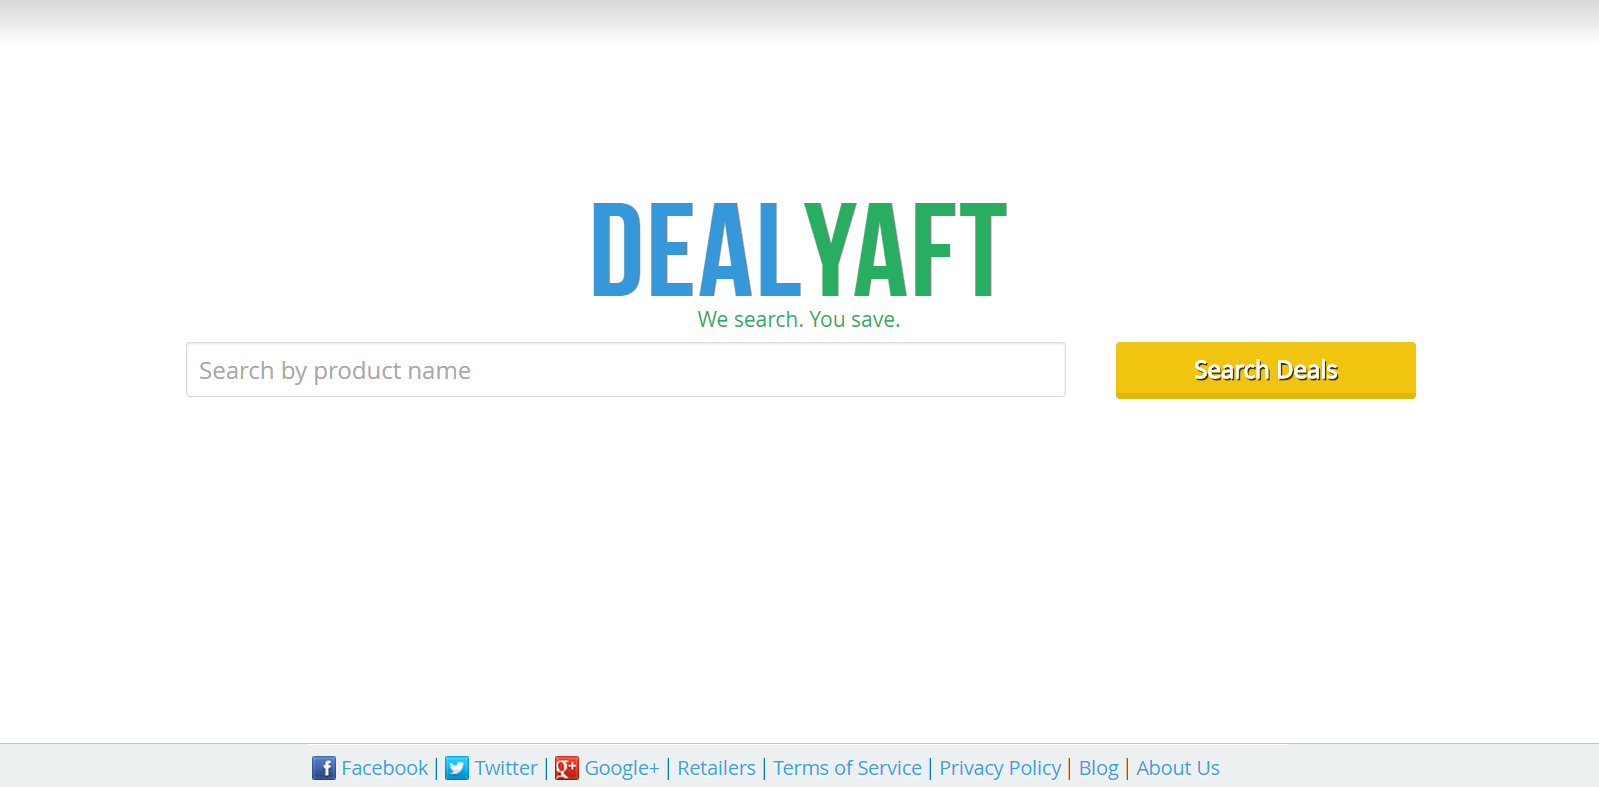 DEALYAFT
We search. You save.
Search by product name
Search Deals
Facebook | Twitter | Google+ | Retailers | Terms of Service | Privacy Policy | Blog | About Us